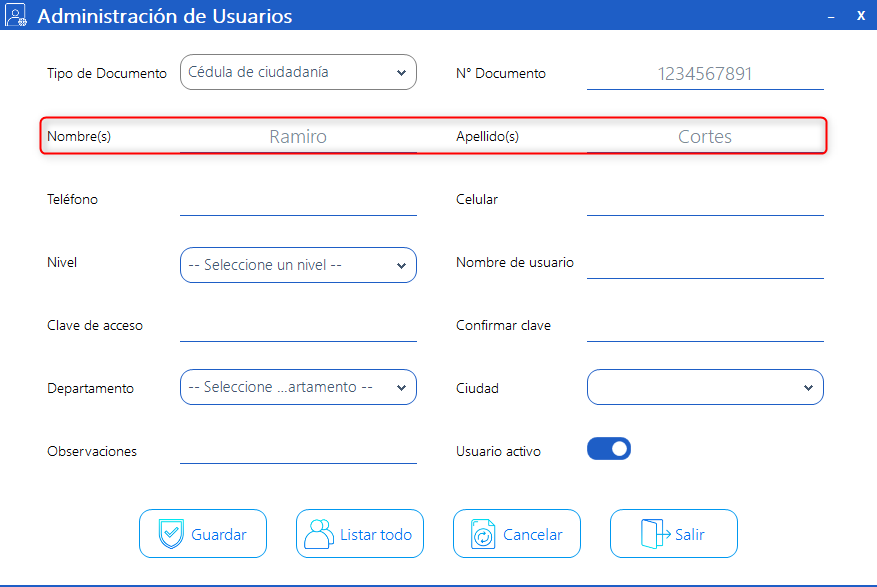 Administración de Usuarios
Tipo de Documento Cédula de ciudadanía N° Documento 1234567891
Nombre(s) Ramiro Apellido(s) Cortes
Teléfono Celular
Nivel -- Seleccione un nivel -- Nombre de usuario
Clave de acceso Confirmar clave
Departamento -- Seleccione ...artamento -- Ciudad
Observaciones Usuario activo
Guardar Listar todo Cancelar Salir